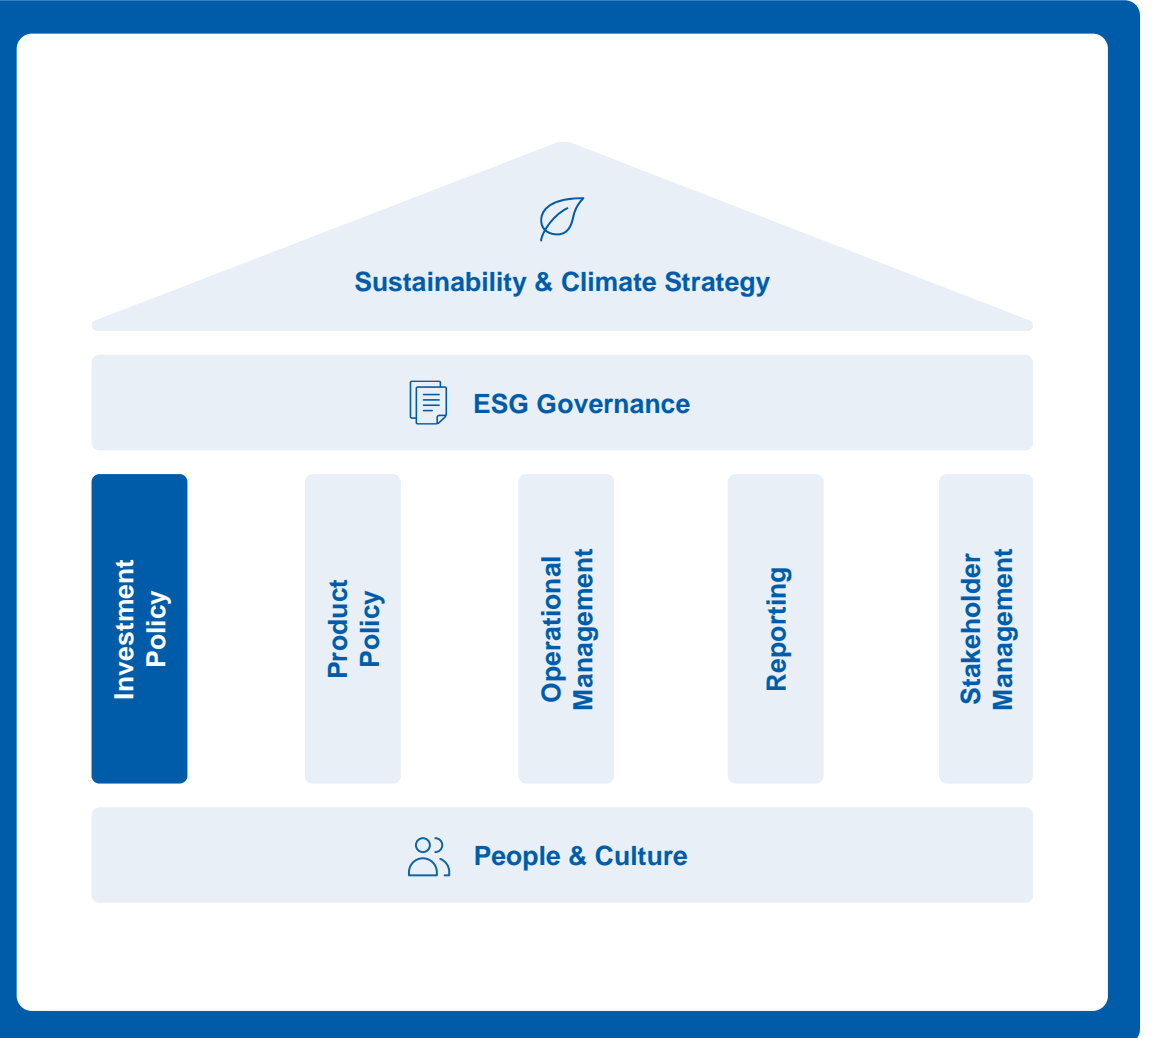 Sustainability & Climate Strategy
ESG Governance
Investment
Policy
Product
Policy
Operational
Management
Reporting
Stakeholder
Management
People & Culture